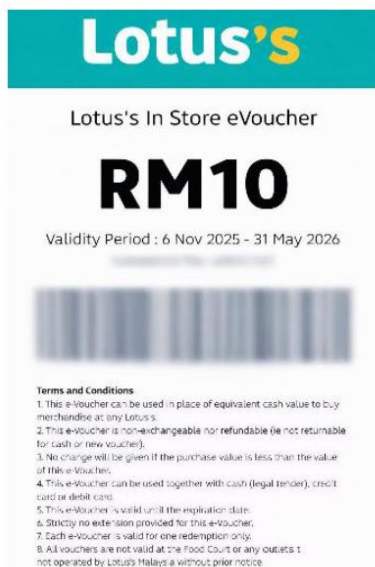 Lotus's
Lotus's In Store eVoucher
RM10
Validity Period : 6 Nov 2025 - 31 May 2026
Terms and Conditions
1. This e-Voucher can be used in place of equivalent cash value to buy
merchandise at any Lotus's.
2. This e-Voucher is non-exchangeable nor refundable (ie not returnable
for cash or new voucher).
3. No change will be given if the purchase value is less than the value
of this e-Voucher.
4. This e-Voucher can be used together with cash (legal tender), credit
card or debit card.
5. This e-Voucher is valid until the expiration date.
6. Strictly no extension provided for this e-Voucher.
7. Each e-Voucher is valid for one redemption only.
8. All vouchers are not valid at the Food Court or any outlets t
not operated by Lotus's Malaysia without prior notice